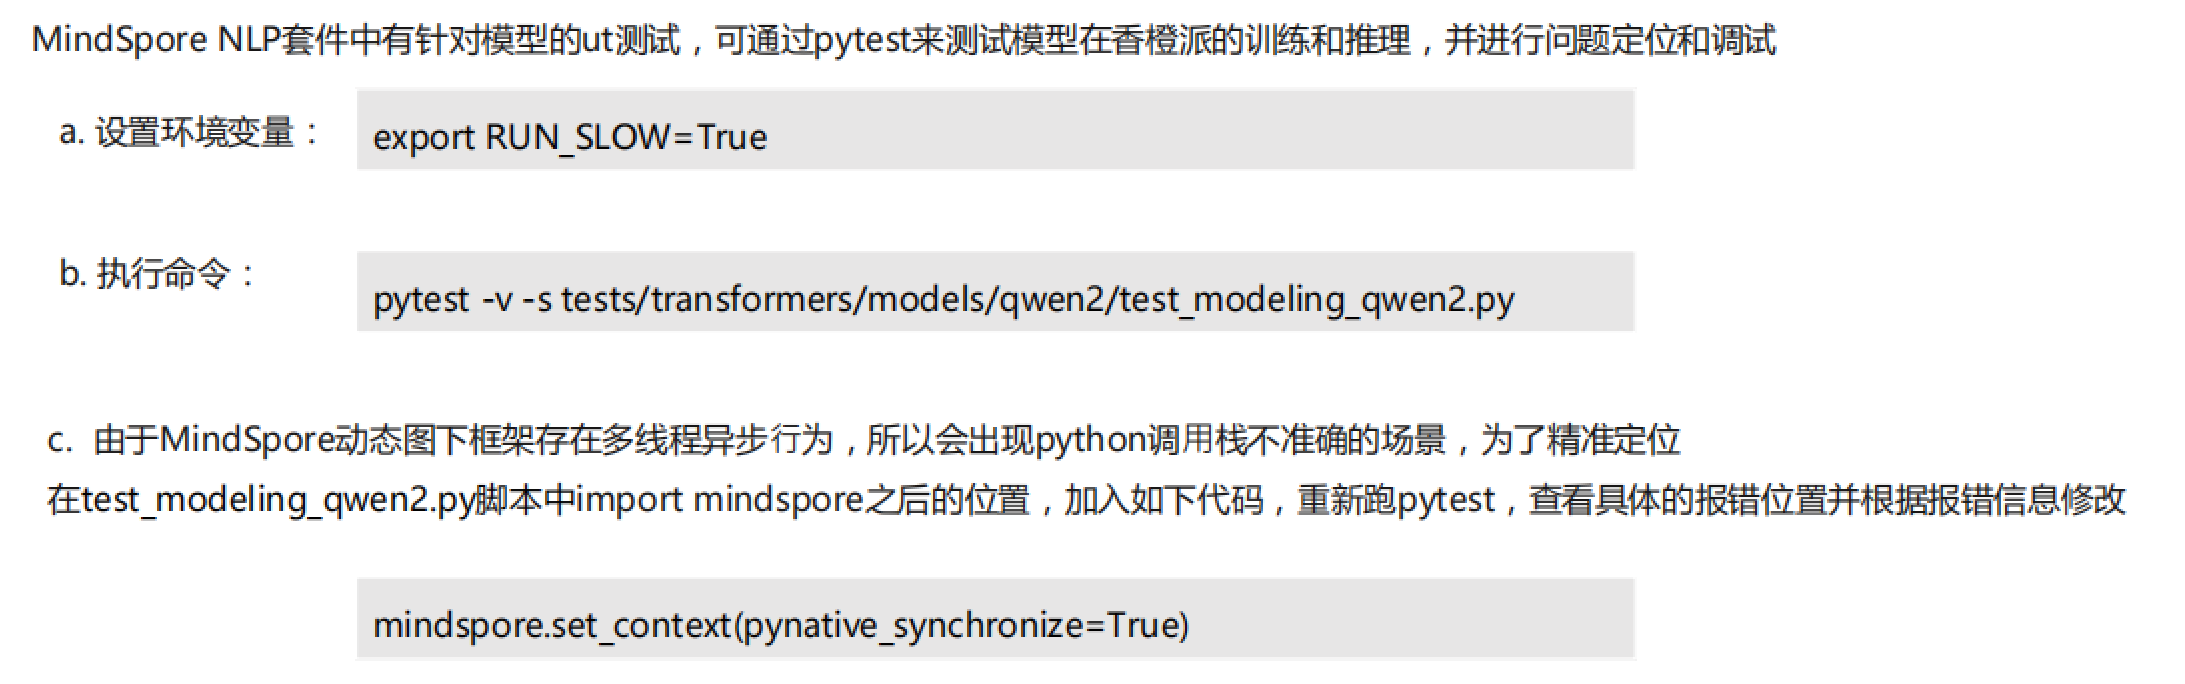 MindSpore NLP套件中有针对模型的ut测试，可通过pytest来测试模型在香橙派的训练和推理，并进行问题定位和调试
a. 设置环境变量：
export RUN_SLOW=True
b. 执行命令：
pytest -v -s tests/transformers/models/qwen2/test_modeling_qwen2.py
c. 由于MindSpore动态图下框架存在多线程异步行为，所以会出现python调用栈不准确的场景，为了精准定位
在test_modeling_qwen2.py脚本中import mindspore之后的位置，加入如下代码，重新跑pytest，查看具体的报错位置并根据报错信息修改
mindspore.set_context(pynative_synchronize=True)